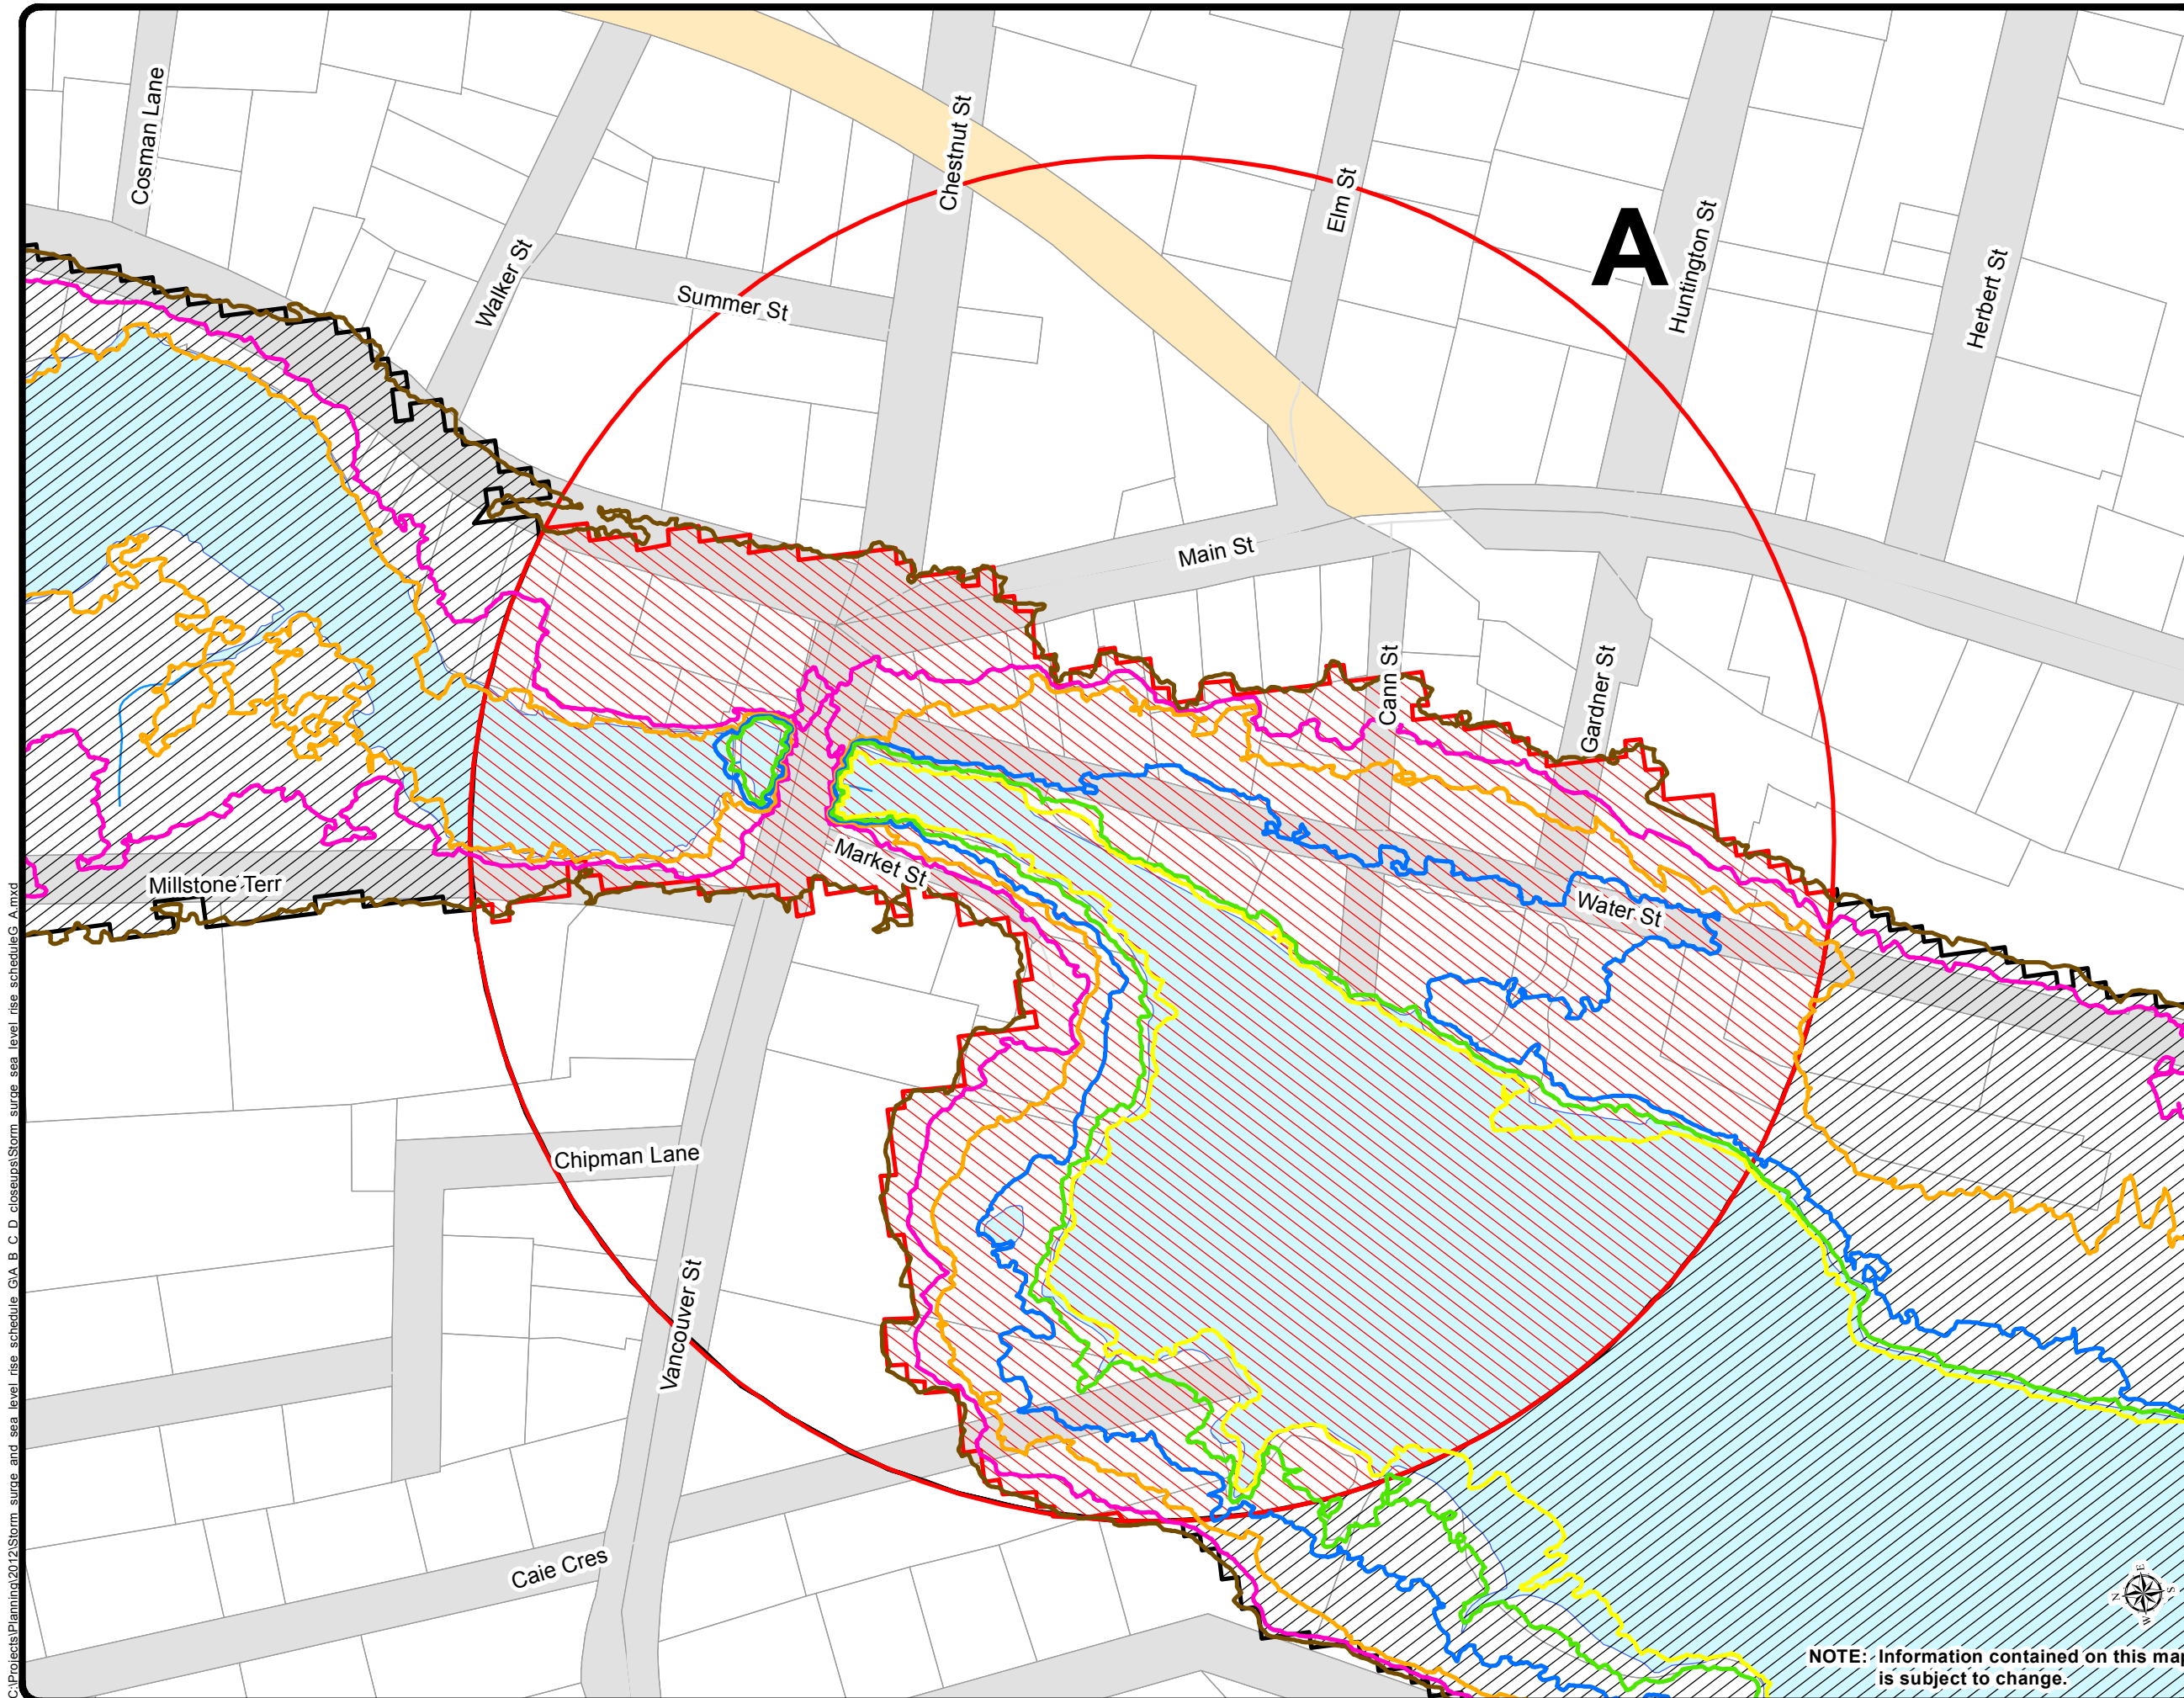 Cosman Lane
Chestnut St
Elm St
A
Huntington St
Herbert St
Walker St
Summer St
Main St
Cann St
Gardner St
Market St
Millstone Terr
Water St
Chipman Lane
Vancouver St
Caie Cres
C:\Projects\Planning\2012\Storm surge and sea level rise schedule G\A B C D closeups\Storm surge sea level rise scheduleG A.mxd
N
E
S
W
NOTE: Information contained on this map
is subject to change.